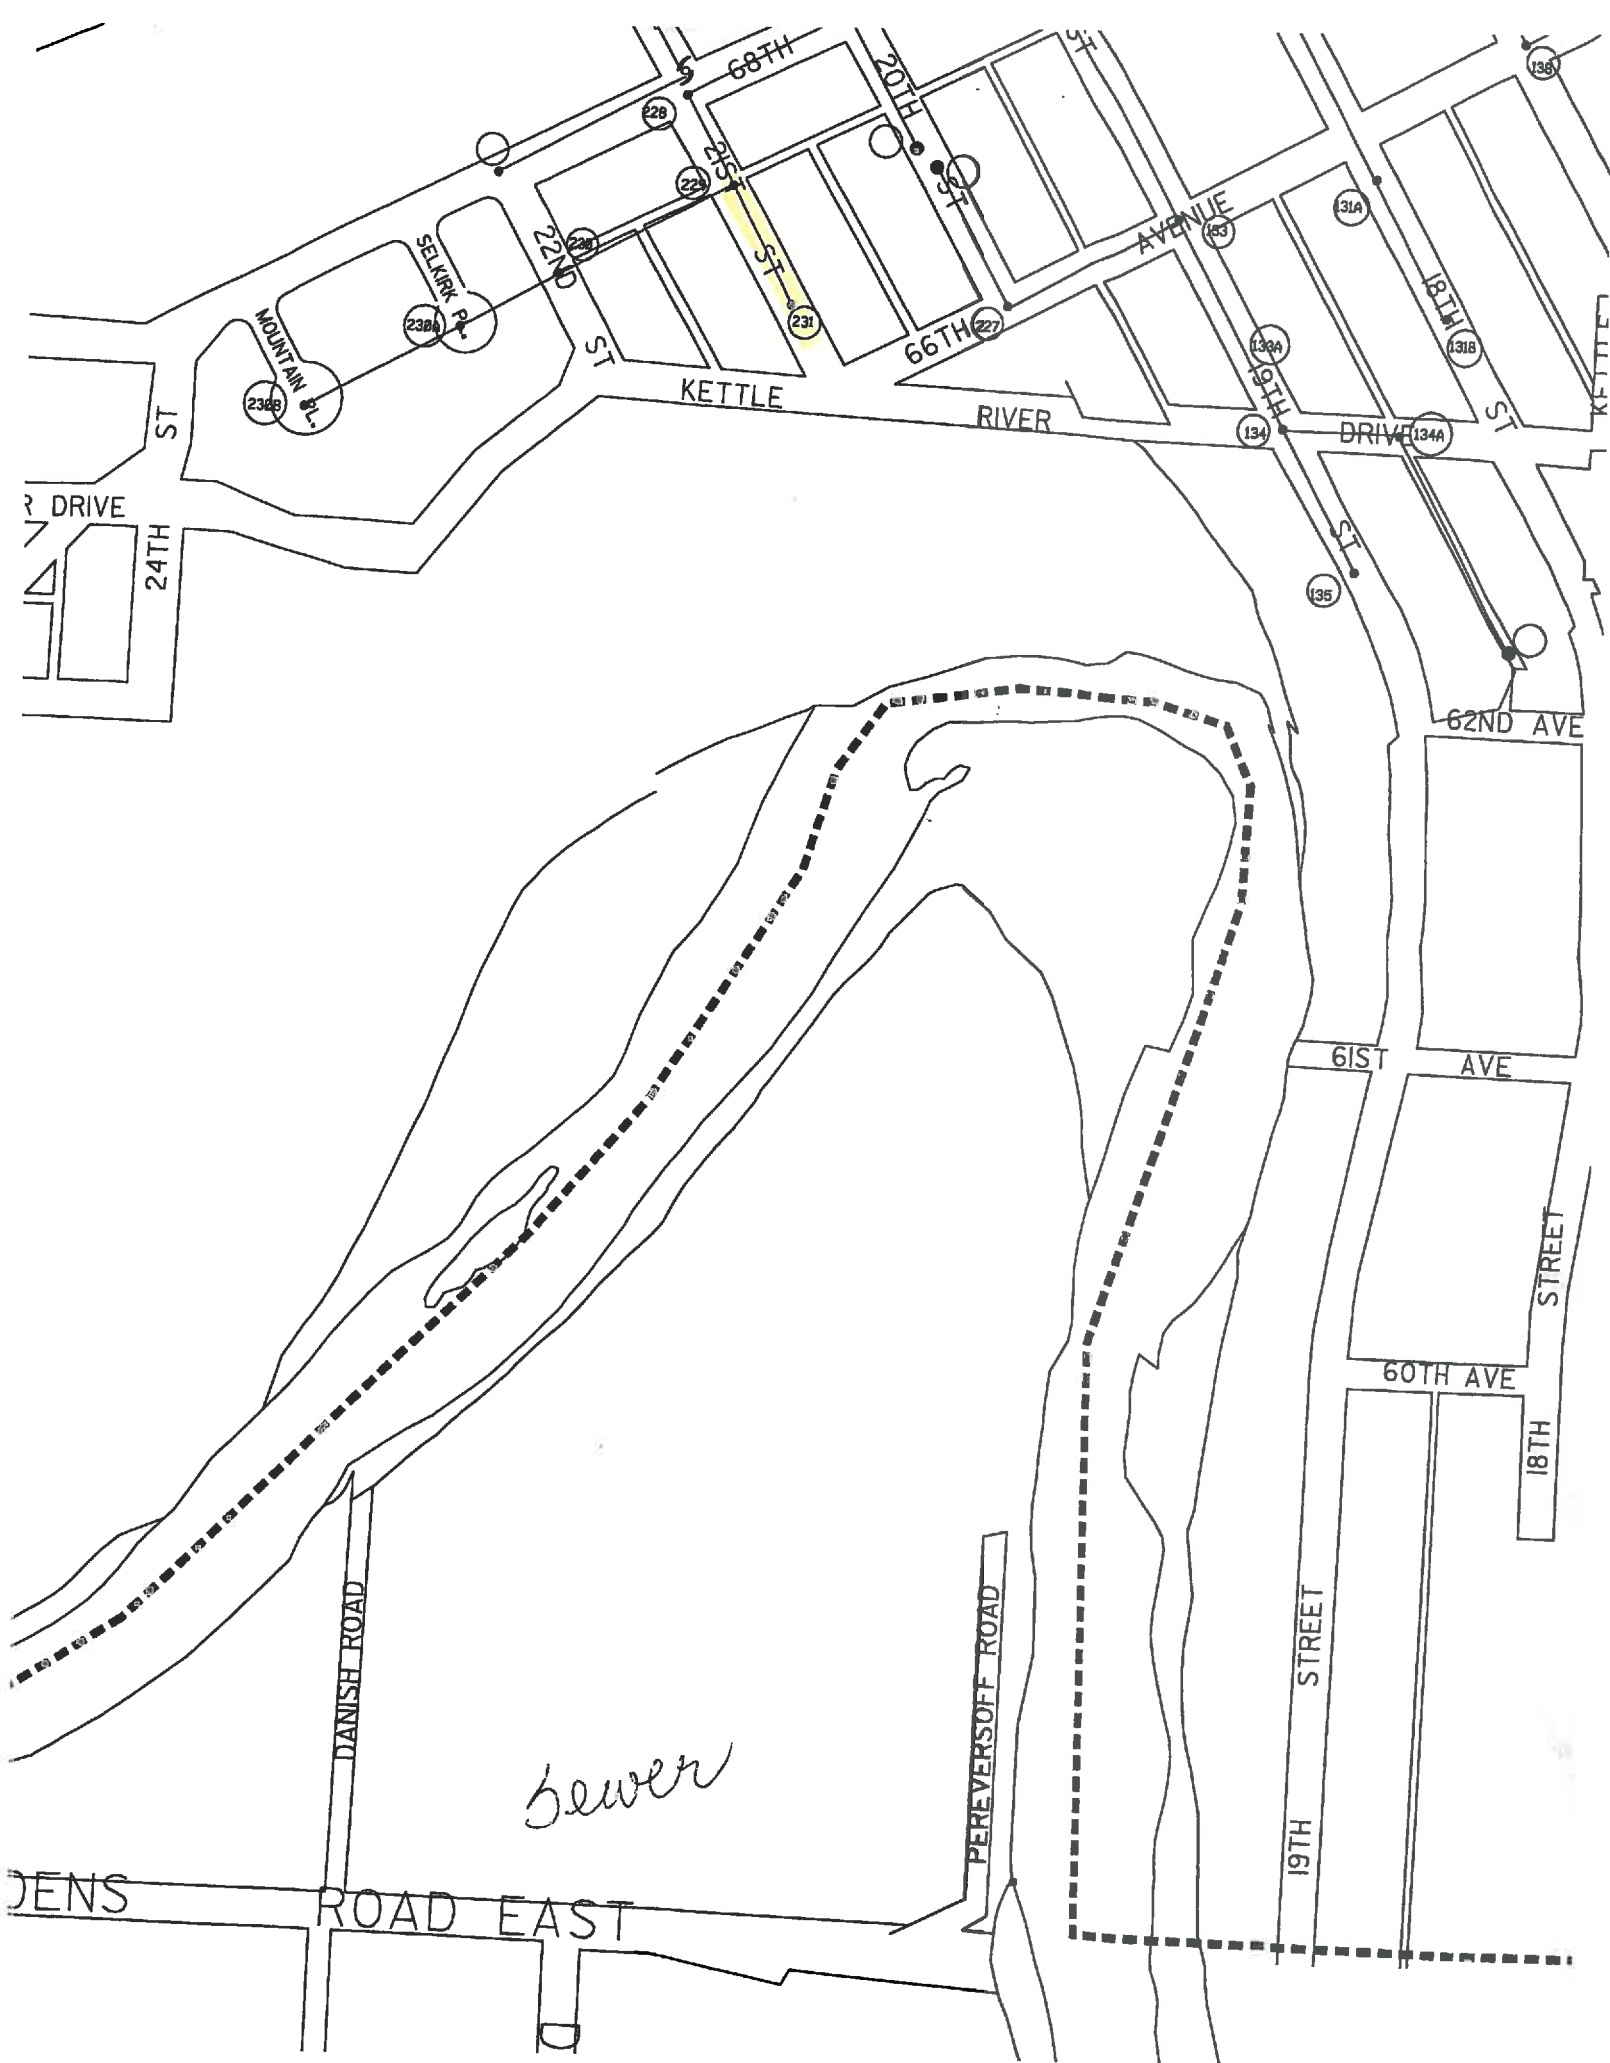 68TH
20TH
ST
ST
138
228
21ST
ST
229
230
22ND
ST
AVENUE
133
131A
18TH
ST
131B
SELKIRK PL.
230A
MOUNTAIN PL.
230B
231
66TH
227
133A
19TH
ST
KETTLE
RIVER
DRIVE
134
134A
ST
24TH
R DRIVE
135
62ND AVE
61ST
AVE
STREET
60TH AVE
18TH
STREET
19TH
DANISH ROAD
PEREVERSOFF ROAD
Sewer
DENS
ROAD EAST
D